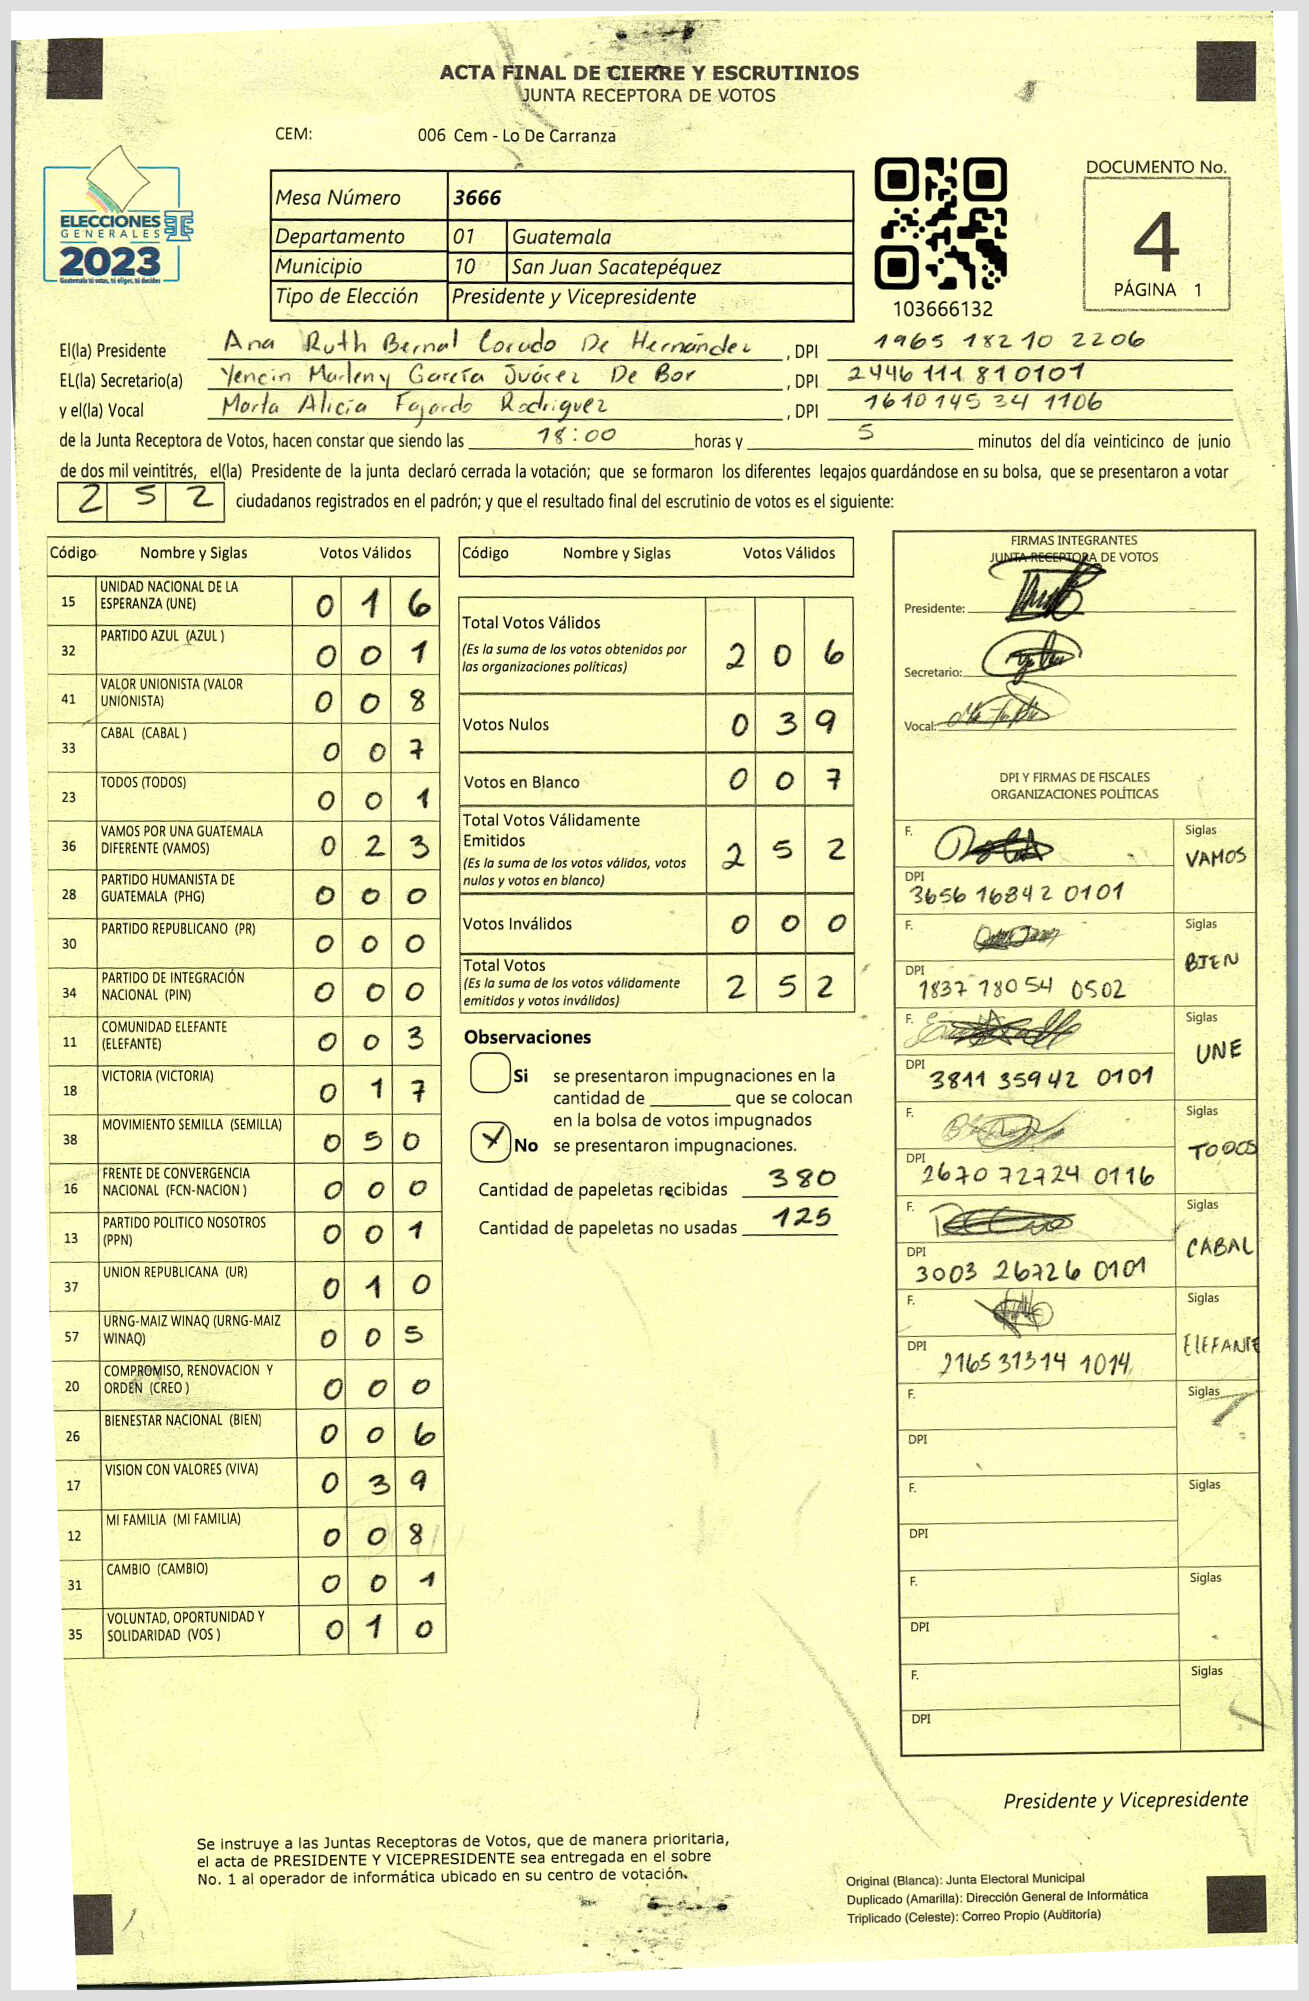 ACTA FINAL DE CIERRE Y ESCRUTINIOS
JUNTA RECEPTORA DE VOTOS
CEM: 006 Cem - Lo De Carranza
ELECCIONES
GENERALES
2023
Guatemala tú votas, tú eliges, tú decides
Mesa Número 3666
Departamento 01 Guatemala
Municipio 10 San Juan Sacatepéquez
Tipo de Elección Presidente y Vicepresidente
103666132
DOCUMENTO No.
4
PÁGINA 1
El(la) Presidente Ana Ruth Bernal Corado De Hernández , DPI 1965 18210 2206
EL(la) Secretario(a) Yencin Marleny García Juárez De Bor , DPI 2446 111 81 0101
y el(la) Vocal Marta Alicia Fajardo Rodriguez , DPI 1610 145 34 1106
de la Junta Receptora de Votos, hacen constar que siendo las 18:00 horas y 5 minutos del día veinticinco de junio
de dos mil veintitrés, el(la) Presidente de la junta declaró cerrada la votación; que se formaron los diferentes legajos guardándose en su bolsa, que se presentaron a votar
2 5 2 ciudadanos registrados en el padrón; y que el resultado final del escrutinio de votos es el siguiente:
Código Nombre y Siglas Votos Válidos
15 UNIDAD NACIONAL DE LA
ESPERANZA (UNE) 0 1 6
32 PARTIDO AZUL (AZUL ) 0 0 1
41 VALOR UNIONISTA (VALOR
UNIONISTA) 0 0 8
33 CABAL (CABAL ) 0 0 7
23 TODOS (TODOS) 0 0 1
36 VAMOS POR UNA GUATEMALA
DIFERENTE (VAMOS) 0 2 3
28 PARTIDO HUMANISTA DE
GUATEMALA (PHG) 0 0 0
30 PARTIDO REPUBLICANO (PR) 0 0 0
34 PARTIDO DE INTEGRACIÓN
NACIONAL (PIN) 0 0 0
11 COMUNIDAD ELEFANTE
(ELEFANTE) 0 0 3
18 VICTORIA (VICTORIA) 0 1 7
38 MOVIMIENTO SEMILLA (SEMILLA) 0 5 0
16 FRENTE DE CONVERGENCIA
NACIONAL (FCN-NACION ) 0 0 0
13 PARTIDO POLITICO NOSOTROS
(PPN) 0 0 1
37 UNION REPUBLICANA (UR) 0 1 0
57 URNG-MAIZ WINAQ (URNG-MAIZ
WINAQ) 0 0 5
20 COMPROMISO, RENOVACION Y
ORDEN (CREO ) 0 0 0
26 BIENESTAR NACIONAL (BIEN) 0 0 6
17 VISION CON VALORES (VIVA) 0 3 9
12 MI FAMILIA (MI FAMILIA) 0 0 8
31 CAMBIO (CAMBIO) 0 0 1
35 VOLUNTAD, OPORTUNIDAD Y
SOLIDARIDAD (VOS ) 0 1 0
Código Nombre y Siglas Votos Válidos
Total Votos Válidos
(Es la suma de los votos obtenidos por
las organizaciones políticas) 2 0 6
Votos Nulos 0 3 9
Votos en Blanco 0 0 7
Total Votos Válidamente
Emitidos
(Es la suma de los votos válidos, votos
nulos y votos en blanco) 2 5 2
Votos Inválidos 0 0 0
Total Votos
(Es la suma de los votos válidamente
emitidos y votos inválidos) 2 5 2
Observaciones
Si se presentaron impugnaciones en la
cantidad de ________ que se colocan
en la bolsa de votos impugnados
X No se presentaron impugnaciones.
Cantidad de papeletas recibidas 380
Cantidad de papeletas no usadas 125
FIRMAS INTEGRANTES
JUNTA RECEPTORA DE VOTOS
Presidente:
Secretario:
Vocal:
DPI Y FIRMAS DE FISCALES
ORGANIZACIONES POLÍTICAS
F. Siglas
VAMOS
DPI
3656 16842 0101
F. Siglas
BIEN
DPI
1837 78054 0502
F. Siglas
UNE
DPI
3811 35942 0101
F. Siglas
TODOS
DPI
2670 72724 0116
F. Siglas
CABAL
DPI
3003 26726 0101
F. Siglas
ELEFANTE
DPI
2165 31314 1014
F. Siglas
DPI
F. Siglas
DPI
F. Siglas
DPI
F. Siglas
DPI
Presidente y Vicepresidente
Se instruye a las Juntas Receptoras de Votos, que de manera prioritaria,
el acta de PRESIDENTE Y VICEPRESIDENTE sea entregada en el sobre
No. 1 al operador de informática ubicado en su centro de votación.
Original (Blanca): Junta Electoral Municipal
Duplicado (Amarilla): Dirección General de Informática
Triplicado (Celeste): Correo Propio (Auditoría)